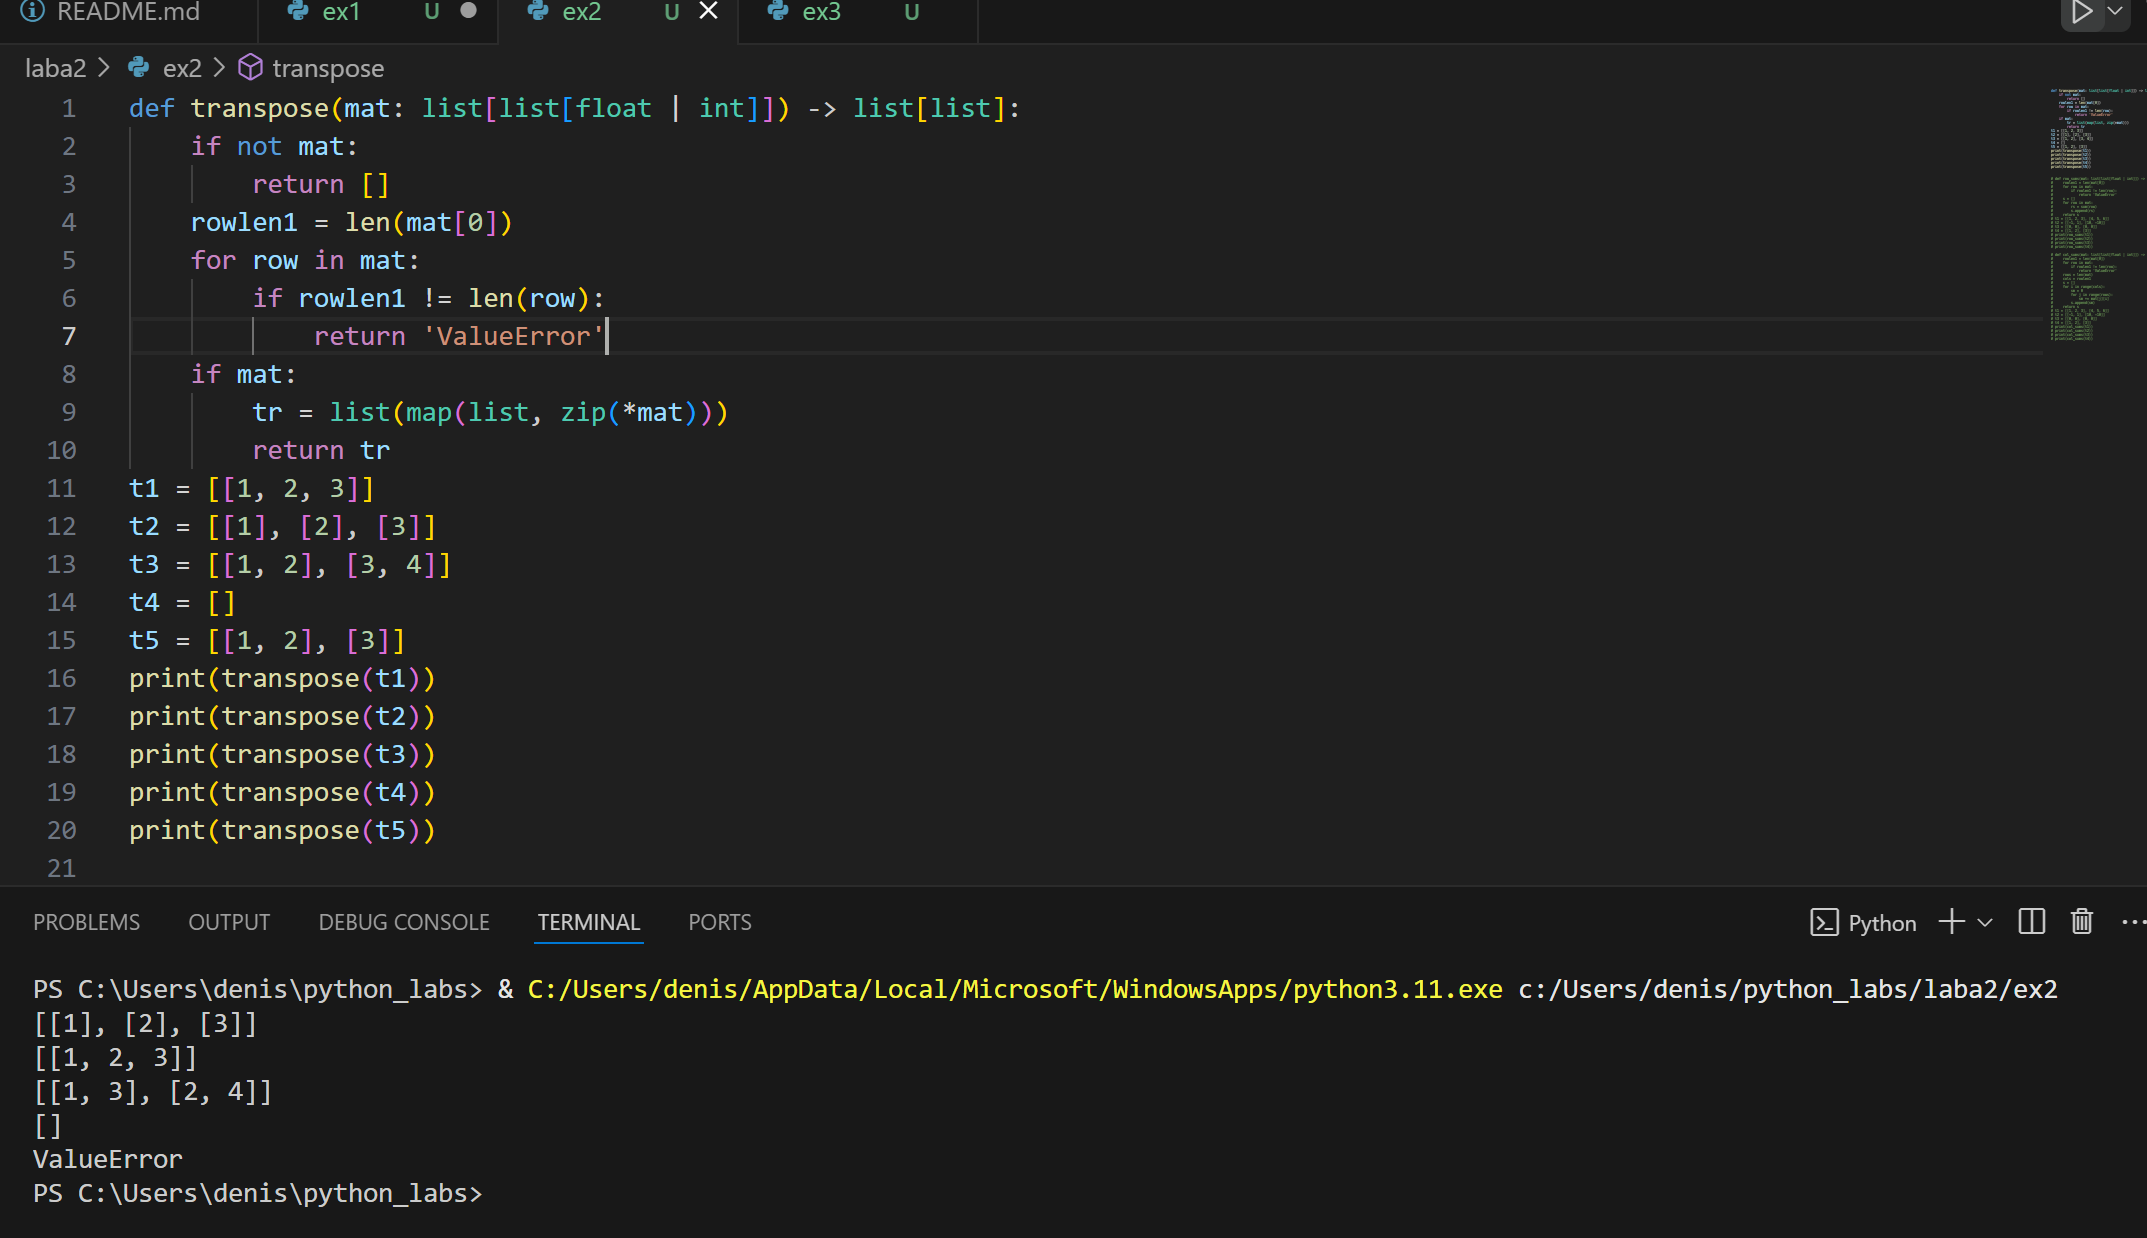 README.md ex1 U ex2 U ex3 U
laba2 > ex2 > transpose
1 def transpose(mat: list[list[float | int]]) -> list[list]:
2     if not mat:
3         return []
4     rowlen1 = len(mat[0])
5     for row in mat:
6         if rowlen1 != len(row):
7             return 'ValueError'
8     if mat:
9         tr = list(map(list, zip(*mat)))
10         return tr
11 t1 = [[1, 2, 3]]
12 t2 = [[1], [2], [3]]
13 t3 = [[1, 2], [3, 4]]
14 t4 = []
15 t5 = [[1, 2], [3]]
16 print(transpose(t1))
17 print(transpose(t2))
18 print(transpose(t3))
19 print(transpose(t4))
20 print(transpose(t5))
21
PROBLEMS OUTPUT DEBUG CONSOLE TERMINAL PORTS Python
PS C:\Users\denis\python_labs> & C:/Users/denis/AppData/Local/Microsoft/WindowsApps/python3.11.exe c:/Users/denis/python_labs/laba2/ex2
[[1], [2], [3]]
[[1, 2, 3]]
[[1, 3], [2, 4]]
[]
ValueError
PS C:\Users\denis\python_labs>